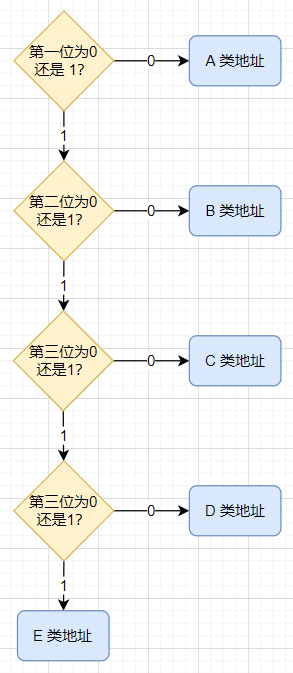 第一位为0
还是 1?
0
A 类地址
1
第二位为0
还是1?
0
B 类地址
1
第三位为0
还是1?
0
C 类地址
1
第三位为0
还是1?
0
D 类地址
1
E 类地址